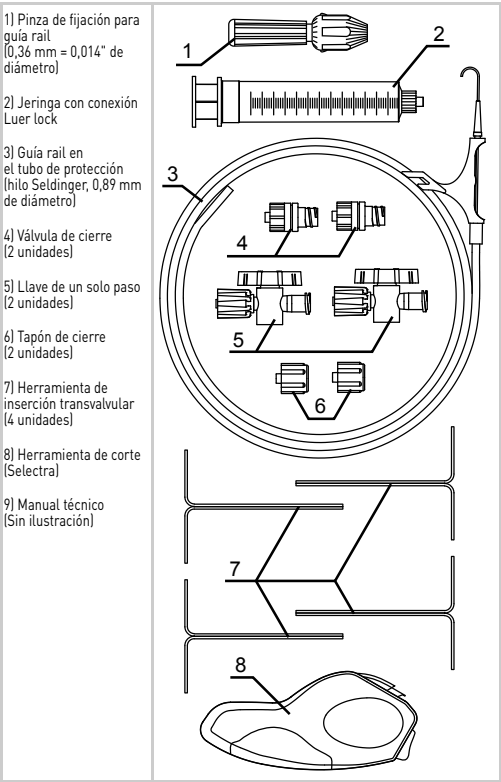 1) Pinza de fijación para
guía rail
(0,36 mm = 0,014" de
diámetro)
2) Jeringa con conexión
Luer lock
3) Guía rail en
el tubo de protección
(hilo Seldinger, 0,89 mm
de diámetro)
4) Válvula de cierre
(2 unidades)
5) Llave de un solo paso
(2 unidades)
6) Tapón de cierre
(2 unidades)
7) Herramienta de
inserción transvalvular
(4 unidades)
8) Herramienta de corte
(Selectra)
9) Manual técnico
(Sin ilustración)
1
2
3
4
5
6
7
8